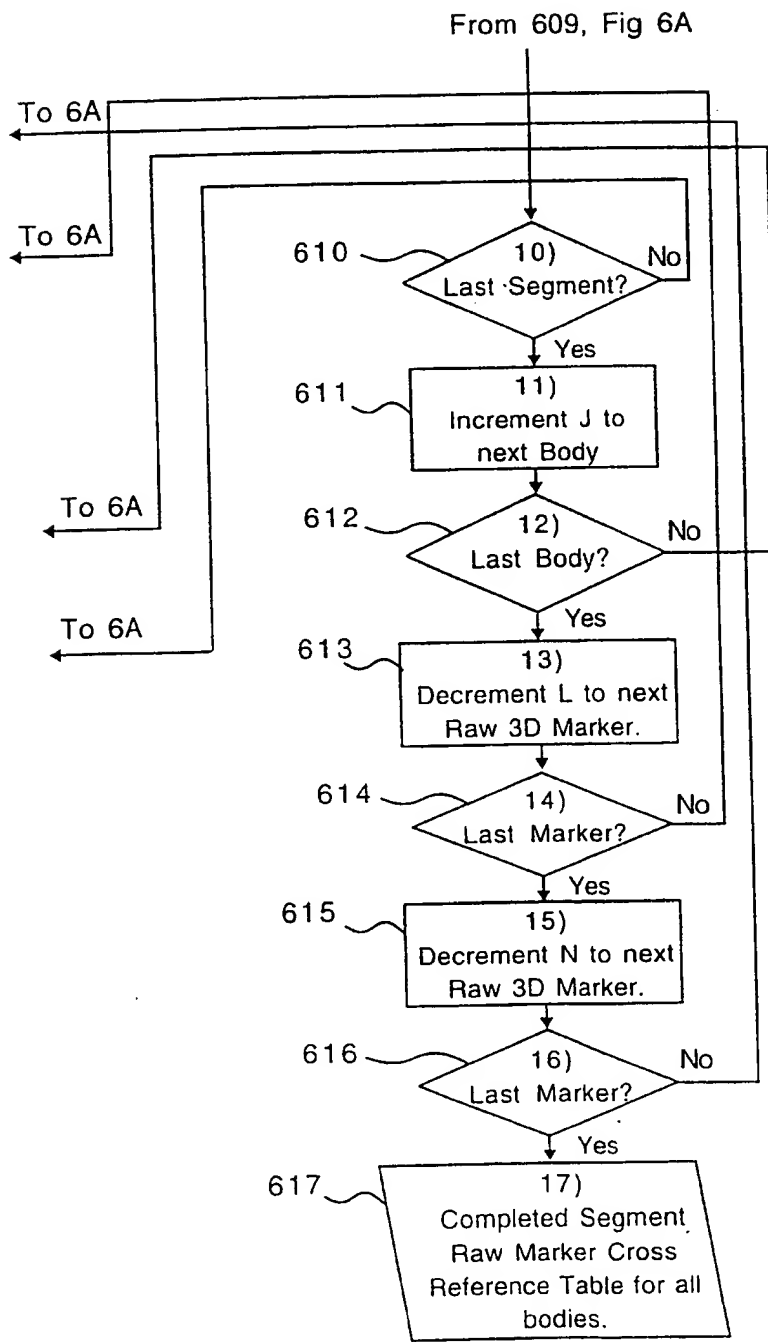 From 609, Fig 6A
To 6A
To 6A
610
10)
Last Segment?
No
Yes
611
11)
Increment J to
next Body
To 6A
612
12)
Last Body?
No
Yes
To 6A
613
13)
Decrement L to next
Raw 3D Marker.
614
14)
Last Marker?
No
Yes
615
15)
Decrement N to next
Raw 3D Marker.
616
16)
Last Marker?
No
Yes
617
17)
Completed Segment
Raw Marker Cross
Reference Table for all
bodies.